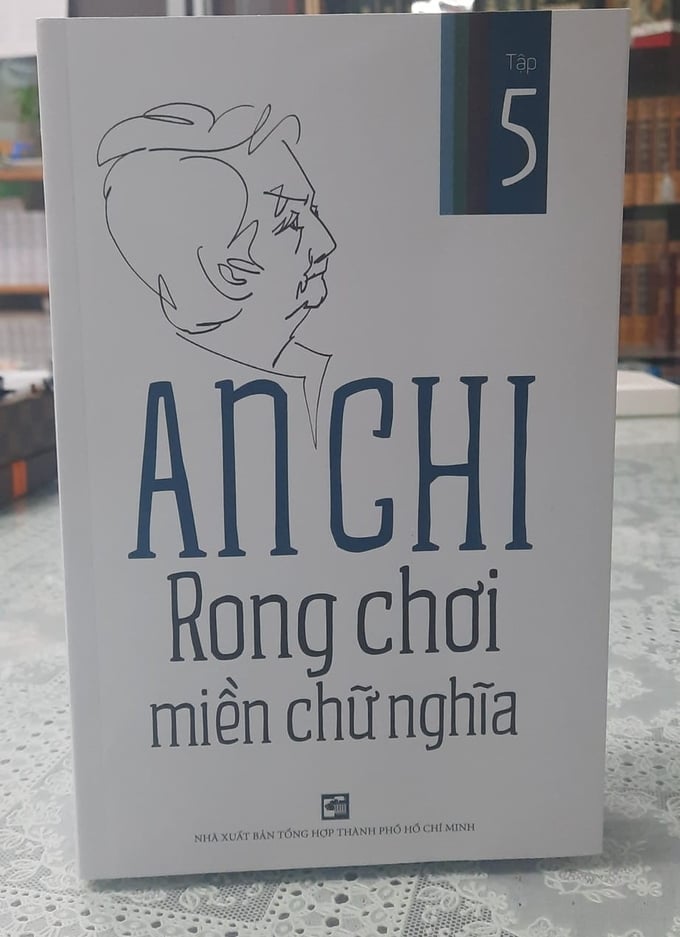 Tập
5
AN CHI
Rong chơi
miền chữ nghĩa
NHÀ XUẤT BẢN TỔNG HỢP THÀNH PHỐ HỒ CHÍ MINH